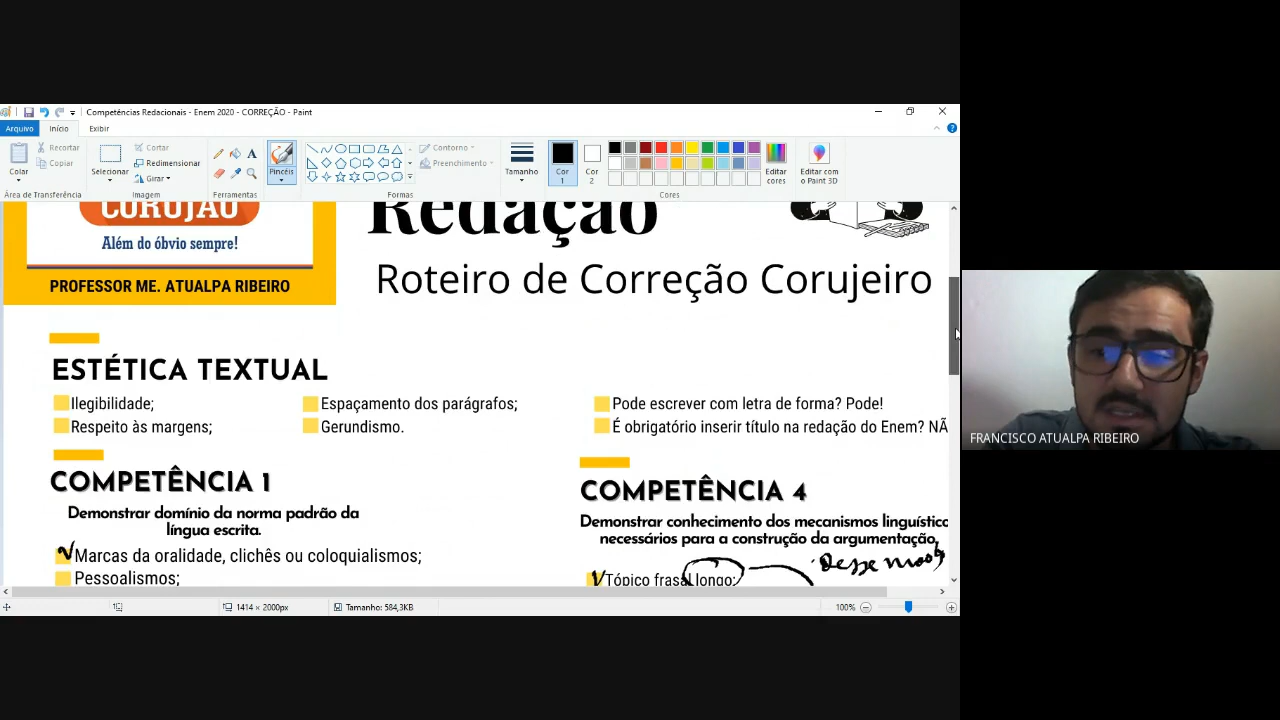 Competências Redacionais - Enem 2020 - CORREÇÃO - Paint
Arquivo
Início
Exibir
Colar
Recortar
Copiar
Área de Transferência
Selecionar
Redimensionar
Girar
Imagem
A
Ferramentas
Pincéis
Contorno
Preenchimento
Formas
Tamanho
Cor 1
Cor 2
Editar cores
Cores
Editar com o Paint 3D
CORUJÃO
Além do óbvio sempre!
PROFESSOR ME. ATUALPA RIBEIRO
Redação
Roteiro de Correção Corujeiro
ESTÉTICA TEXTUAL
Ilegibilidade;
Respeito às margens;
Espaçamento dos parágrafos;
Gerundismo.
Pode escrever com letra de forma? Pode!
É obrigatório inserir título na redação do Enem? NÃ
COMPETÊNCIA 1
Demonstrar domínio da norma padrão da
língua escrita.
Marcas da oralidade, clichês ou coloquialismos;
Pessoalismos;
COMPETÊNCIA 4
Demonstrar conhecimento dos mecanismos linguístico
necessários para a construção da argumentação.
Desse modo
Tópico frasal longo;
1414 × 2000px
Tamanho: 584,3KB
100%
FRANCISCO ATUALPA RIBEIRO